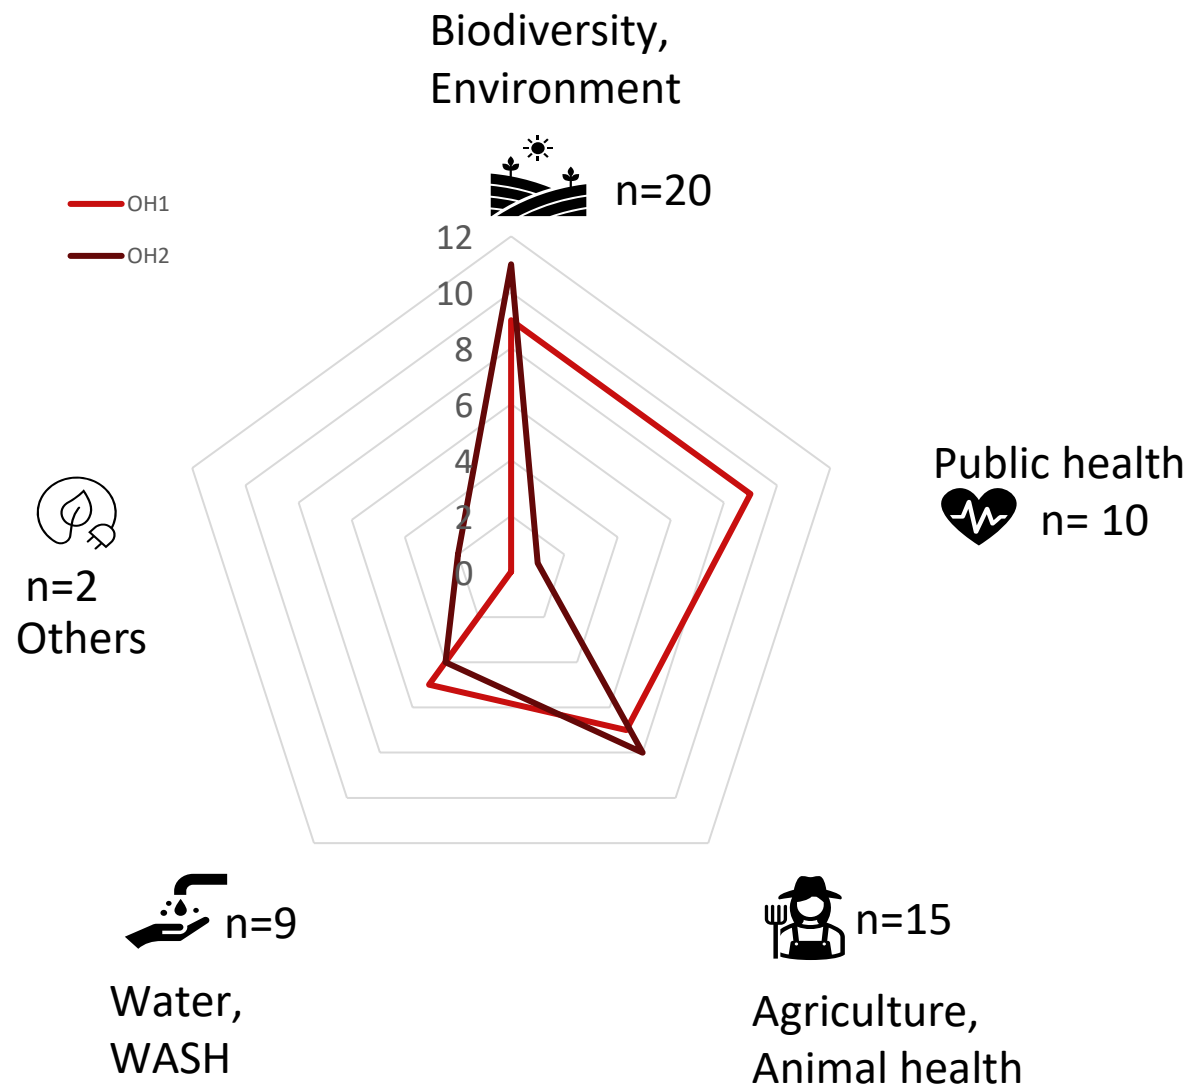 Biodiversity,
Environment
n=20
OH1
OH2
12
10
8
6
4
2
0
Public health
n= 10
n=2
Others
n=9
Water,
WASH
n=15
Agriculture,
Animal health